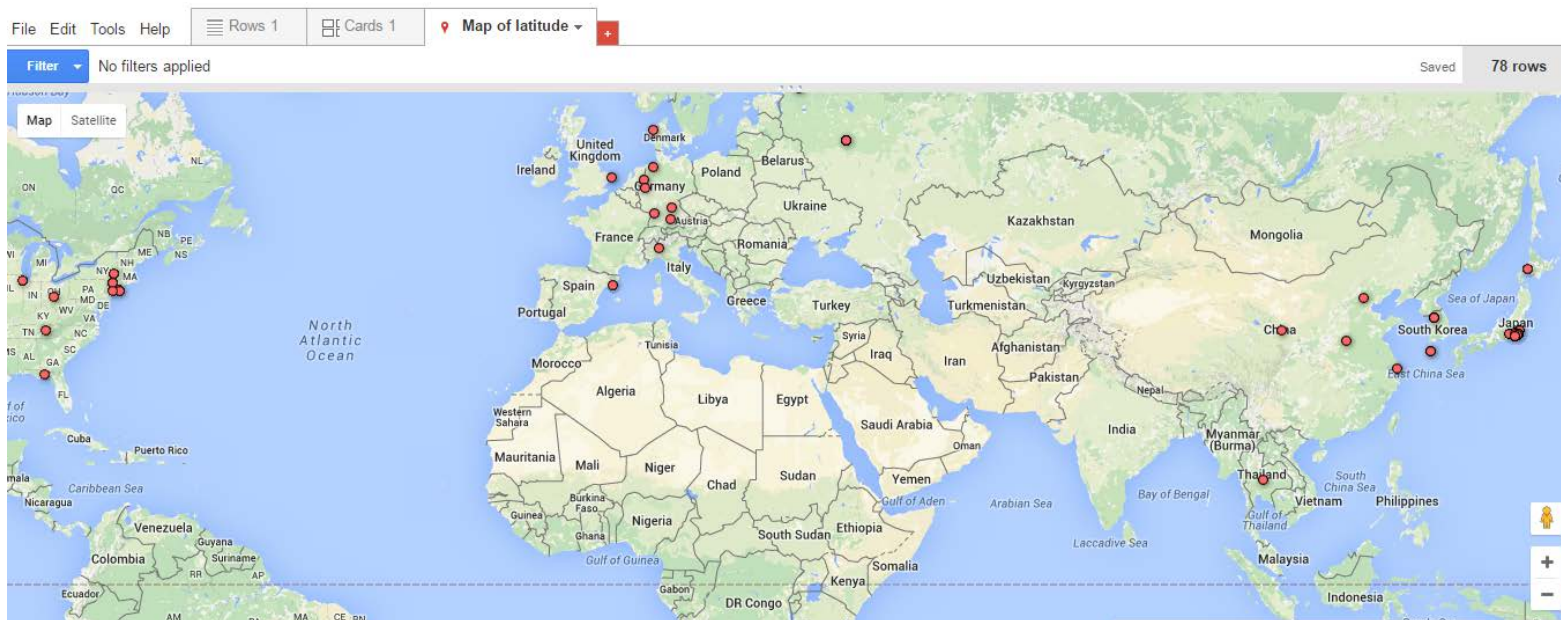 File Edit Tools Help
Rows 1
Cards 1
Map of latitude
+
Filter
No filters applied
Saved
78 rows
Map
Satellite
Denmark
United
Kingdom
Ireland
Poland
Belarus
NL
ON
QC
Germany
Ukraine
Kazakhstan
Austria
Mongolia
NB
PE
NS
ME
France
Romania
WI
MI
NH
NY
MA
Italy
Uzbekistan
Kyrgyzstan
Spain
IN
OH
PA
MD
DE
Sea of Japan
Portugal
Greece
Turkey
Turkmenistan
KY
WV
VA
North
Atlantic
Ocean
China
South Korea
Japan
TN
NC
Syria
Tunisia
Iraq
Iran
Afghanistan
MS
AL
GA
SC
Morocco
Pakistan
East China Sea
Algeria
Libya
Egypt
Nepal
FL
Western
Sahara
Saudi Arabia
India
Myanmar
(Burma)
Cuba
Puerto Rico
Oman
Mauritania
Mali
Niger
Chad
Sudan
Yemen
Thailand
South
China Sea
Caribbean Sea
Nicaragua
Burkina
Faso
Gulf of Aden
Arabian Sea
Bay of Bengal
Vietnam
Philippines
Guinea
Nigeria
Ethiopia
Gulf of
Thailand
Venezuela
Guyana
Ghana
South Sudan
Laccadive Sea
Colombia
Suriname
Gulf of Guinea
Somalia
Malaysia
RR
AP
+
Ecuador
Gabon
Kenya
DR Congo
Indonesia
−
AM
MA
CE
RN